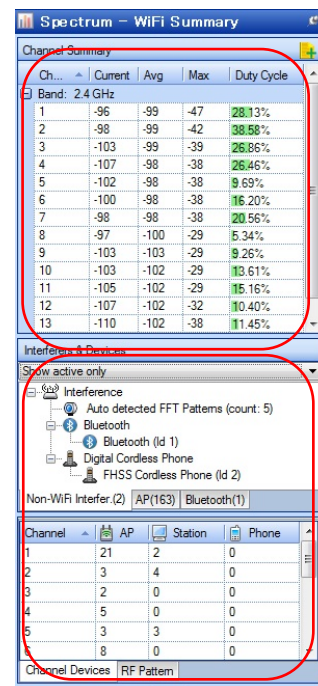 Spectrum - WiFi Summary
Channel Summary
Ch... Current Avg Max Duty Cycle
Band: 2.4 GHz
1 -96 -99 -47 28.13%
2 -98 -99 -42 38.58%
3 -103 -99 -39 26.86%
4 -107 -98 -38 26.46%
5 -102 -98 -38 9.69%
6 -100 -98 -38 16.20%
7 -98 -98 -38 20.56%
8 -97 -100 -29 5.34%
9 -103 -103 -29 9.26%
10 -103 -102 -29 13.61%
11 -105 -102 -29 15.16%
12 -107 -102 -32 10.40%
13 -110 -102 -38 11.45%
Interferers & Devices
Show active only
Interference
Auto detected FFT Patterns (count: 5)
Bluetooth
Bluetooth (Id 1)
Digital Cordless Phone
FHSS Cordless Phone (Id 2)
Non-WiFi Interfer.(2) AP(163) Bluetooth(1)
Channel AP Station Phone
1 21 2 0
2 3 4 0
3 2 0 0
4 5 0 0
5 3 3 0
6 8 0 0
Channel Devices RF Pattern